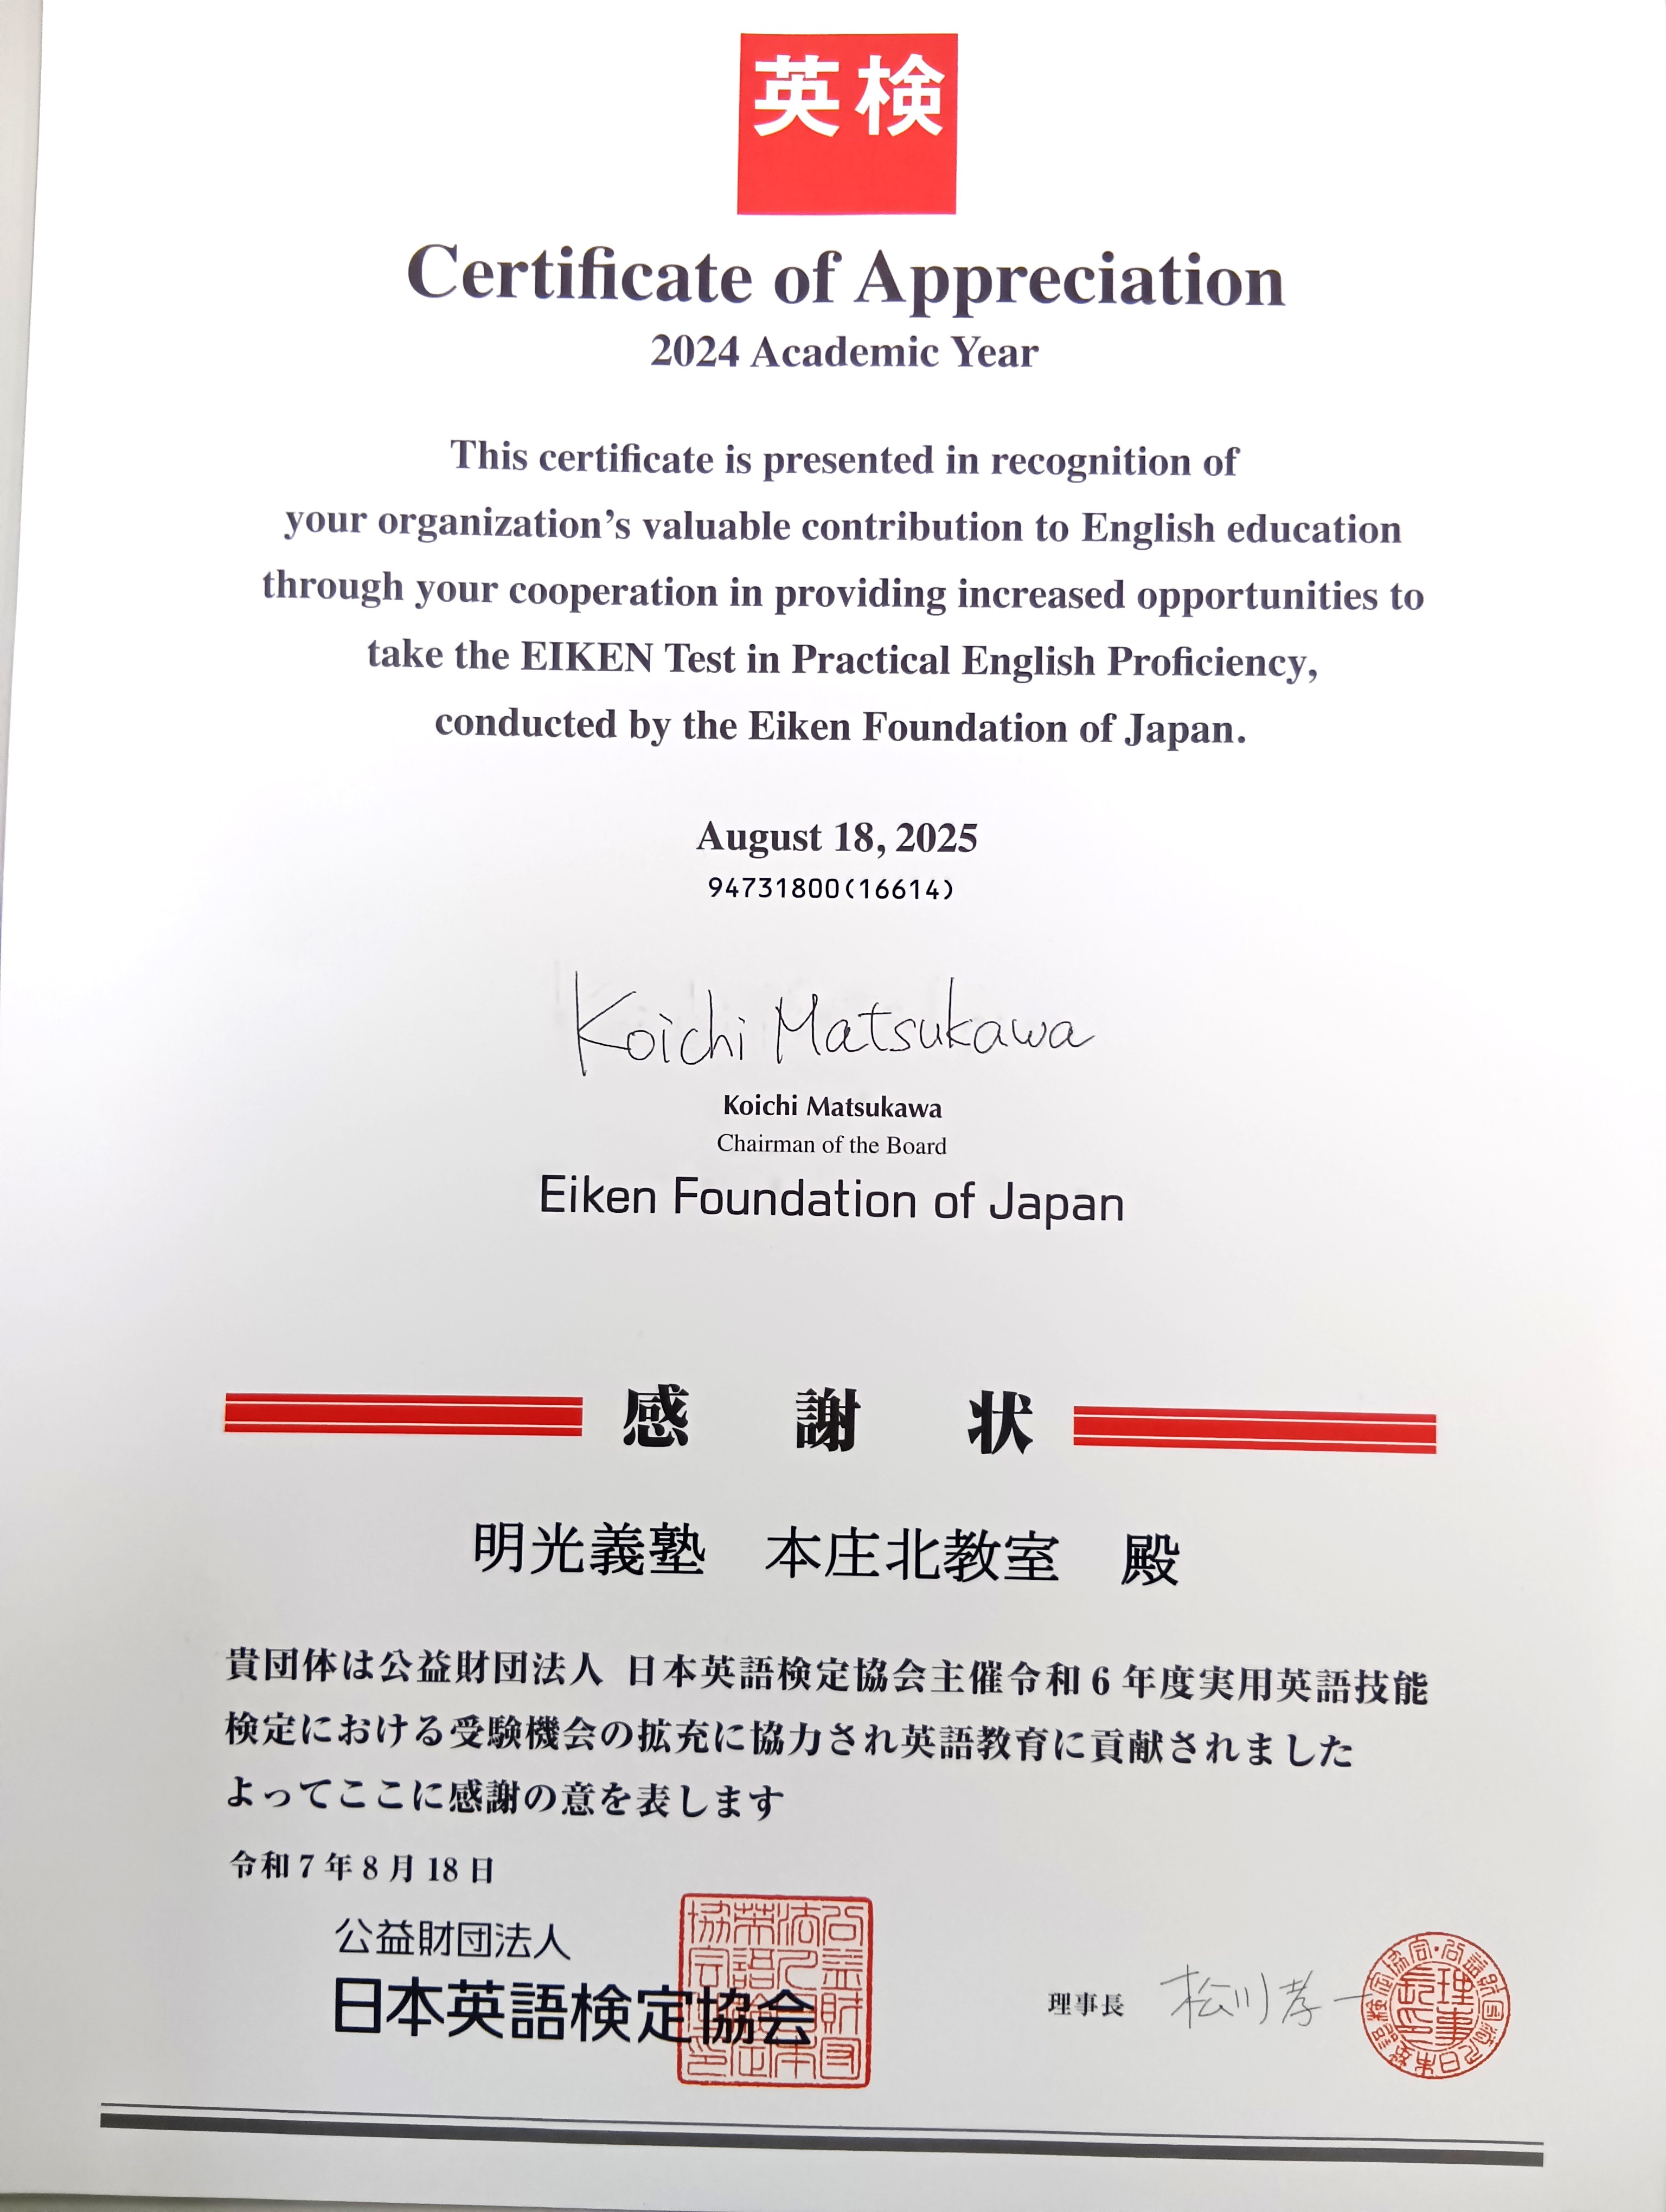 英検
Certificate of Appreciation
2024 Academic Year
This certificate is presented in recognition of
your organization's valuable contribution to English education
through your cooperation in providing increased opportunities to
take the EIKEN Test in Practical English Proficiency,
conducted by the Eiken Foundation of Japan.
August 18, 2025
94731800(16614)
Koichi Matsukawa
Koichi Matsukawa
Chairman of the Board
Eiken Foundation of Japan
感謝状
明光義塾 本庄北教室 殿
貴団体は公益財団法人 日本英語検定協会主催令和6年度実用英語技能
検定における受験機会の拡充に協力され英語教育に貢献されました
よってここに感謝の意を表します
令和7年8月18日
公益財団法人
日本英語検定協会
理事長 松川孝一